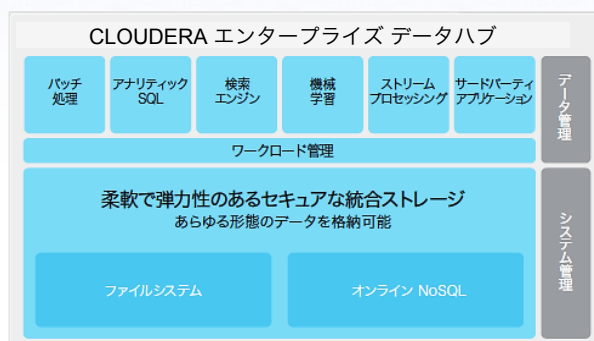 CLOUDERA エンタープライズ データハブ
バッチ
処理
アナリティック
SQL
検索
エンジン
機械
学習
ストリーム
プロセッシング
サードパーティ
アプリケーション
データ管理
ワークロード管理
柔軟で弾力性のあるセキュアな統合ストレージ
あらゆる形態のデータを格納可能
ファイルシステム
オンライン NoSQL
システム管理